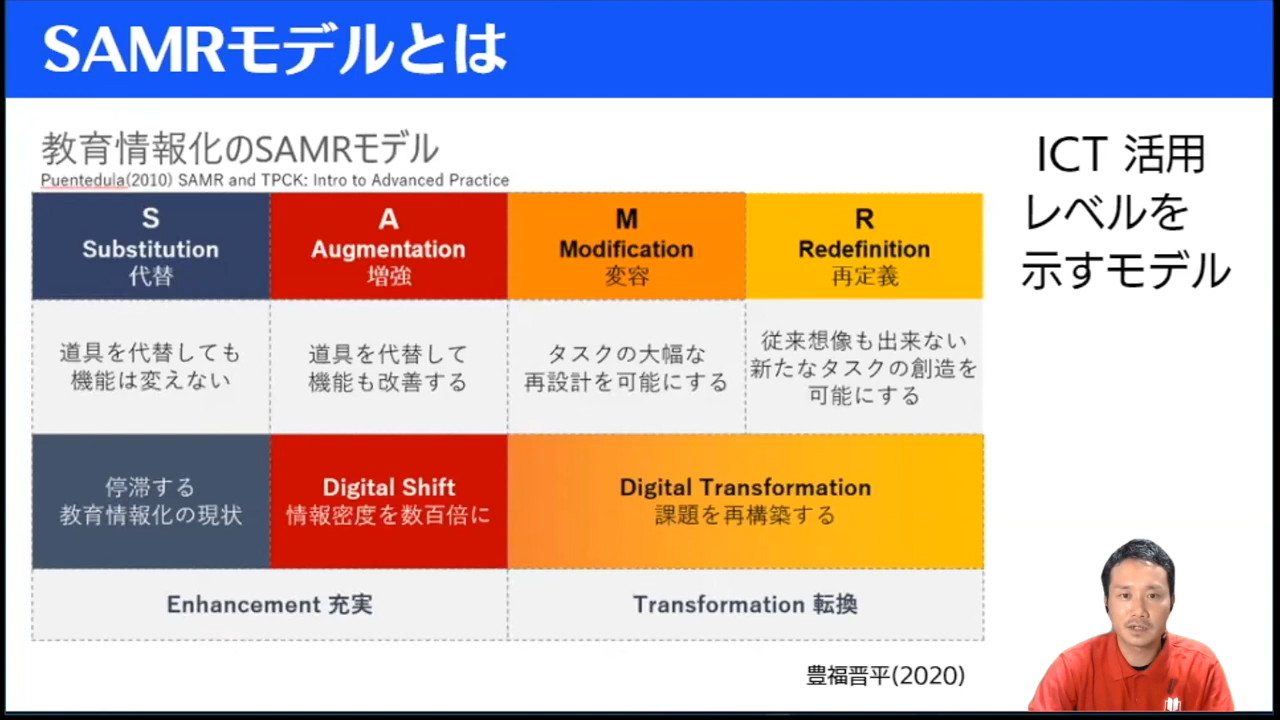 SAMRモデルとは
教育情報化のSAMRモデル
Puentedula(2010) SAMR and TPCK: Intro to Advanced Practice
S
Substitution
代替
A
Augmentation
増強
M
Modification
変容
R
Redefinition
再定義
道具を代替しても
機能は変えない
道具を代替して
機能も改善する
タスクの大幅な
再設計を可能にする
従来想像も出来ない
新たなタスクの創造を
可能にする
停滞する
教育情報化の現状
Digital Shift
情報密度を数百倍に
Digital Transformation
課題を再構築する
Enhancement 充実
Transformation 転換
豊福晋平(2020)
ICT 活用
レベルを
示すモデル